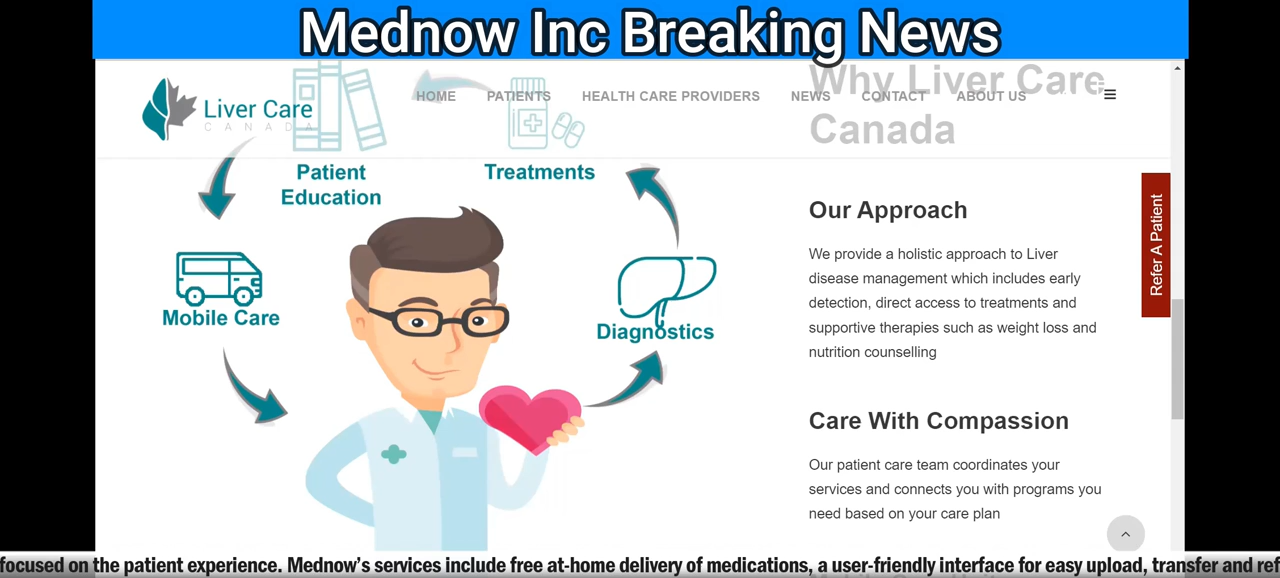 Mednow Inc Breaking News
Why Liver Care
Canada
Liver Care
CANADA
HOME
PATIENTS
HEALTH CARE PROVIDERS
NEWS
CONTACT
ABOUT US
Patient
Education
Treatments
Mobile Care
Diagnostics
Our Approach
We provide a holistic approach to Liver
disease management which includes early
detection, direct access to treatments and
supportive therapies such as weight loss and
nutrition counselling
Refer A Patient
Care With Compassion
Our patient care team coordinates your
services and connects you with programs you
need based on your care plan
focused on the patient experience. Mednow’s services include free at-home delivery of medications, a user-friendly interface for easy upload, transfer and ref